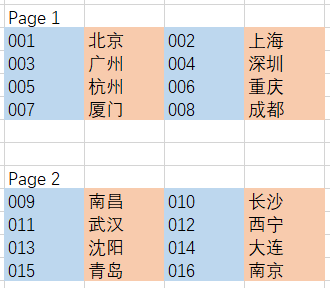 Page 1
001 北京 002 上海
003 广州 004 深圳
005 杭州 006 重庆
007 厦门 008 成都
Page 2
009 南昌 010 长沙
011 武汉 012 西宁
013 沈阳 014 大连
015 青岛 016 南京